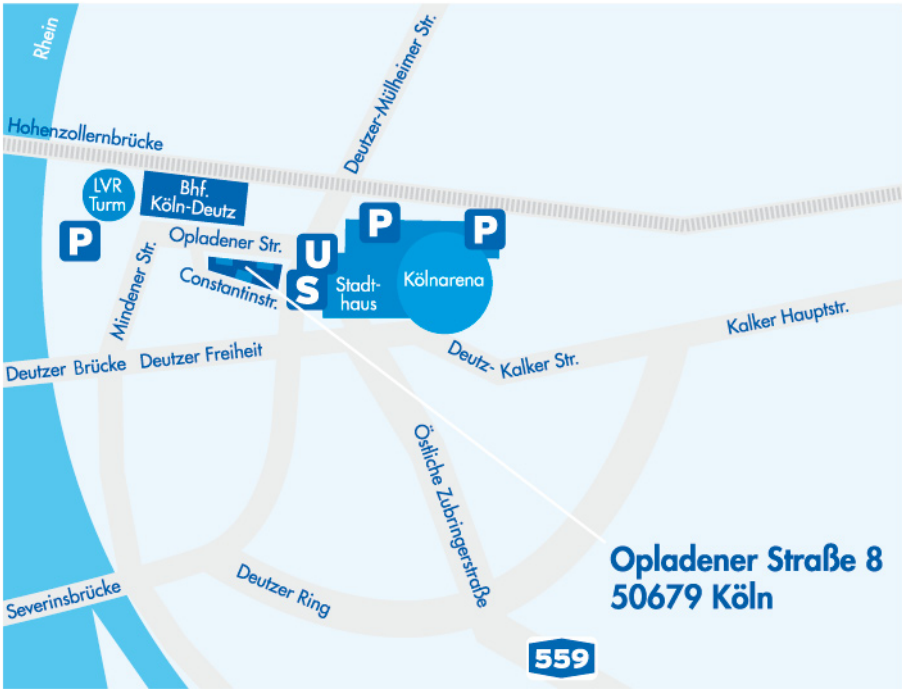 Rhein
Deutzer-Mülheimer Str.
Hohenzollernbrücke
LVR
Turm
Bhf.
Köln-Deutz
P
P
P
Opladener Str.
U
S
Stadt-
haus
Kölnarena
Mindener Str.
Constantinstr.
Kalker Hauptstr.
Deutzer Brücke
Deutzer Freiheit
Deutz- Kalker Str.
Östliche Zubringerstraße
Opladener Straße 8
50679 Köln
Deutzer Ring
Severinsbrücke
559